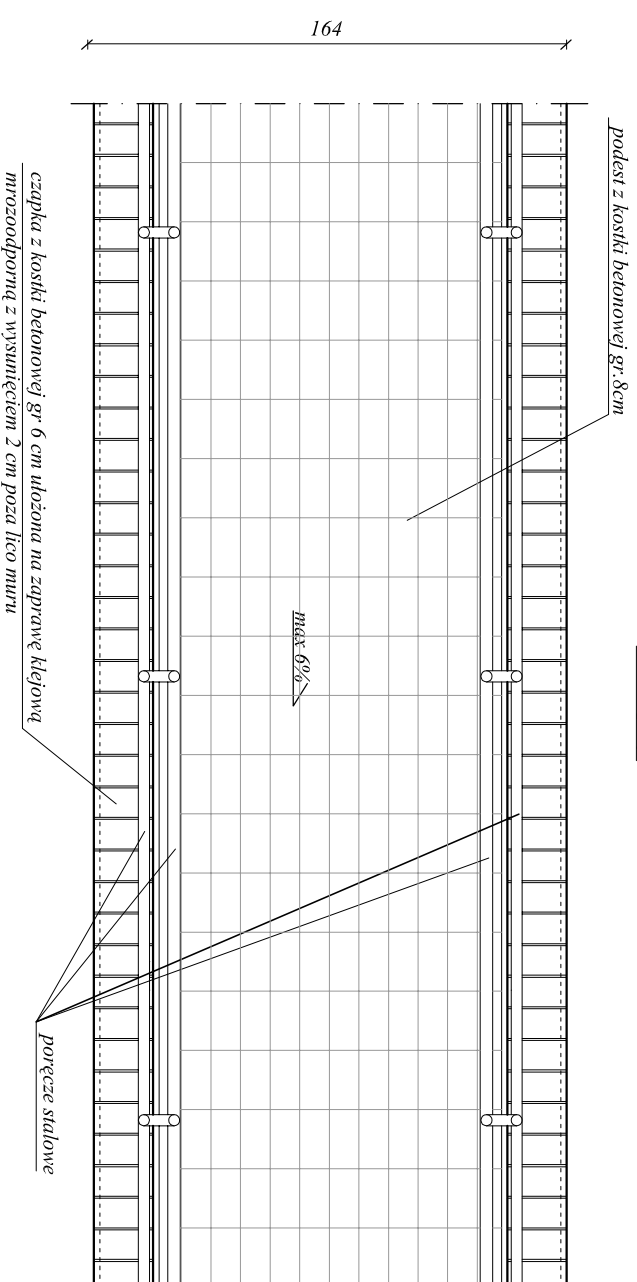 164
podest z kostki betonowej gr.8cm
max 6%
czapka z kostki betonowej gr 6 cm ułożona na zaprawę klejową
mrozoodporną z wysunięciem 2 cm poza lico muru
poręcze stalowe